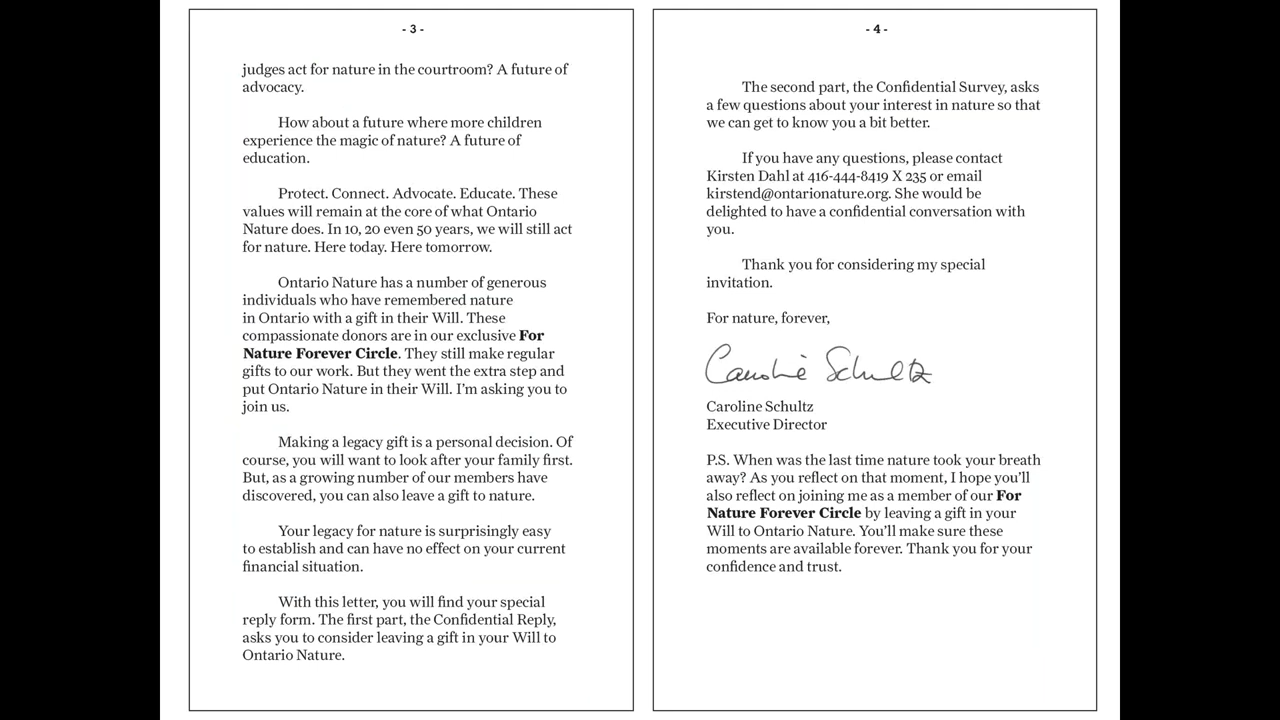 - 3 -
judges act for nature in the courtroom? A future of
advocacy.
How about a future where more children
experience the magic of nature? A future of
education.
Protect. Connect. Advocate. Educate. These
values will remain at the core of what Ontario
Nature does. In 10, 20 even 50 years, we will still act
for nature. Here today. Here tomorrow.
Ontario Nature has a number of generous
individuals who have remembered nature
in Ontario with a gift in their Will. These
compassionate donors are in our exclusive For
Nature Forever Circle. They still make regular
gifts to our work. But they went the extra step and
put Ontario Nature in their Will. I'm asking you to
join us.
Making a legacy gift is a personal decision. Of
course, you will want to look after your family first.
But, as a growing number of our members have
discovered, you can also leave a gift to nature.
Your legacy for nature is surprisingly easy
to establish and can have no effect on your current
financial situation.
With this letter, you will find your special
reply form. The first part, the Confidential Reply,
asks you to consider leaving a gift in your Will to
Ontario Nature.
- 4 -
The second part, the Confidential Survey, asks
a few questions about your interest in nature so that
we can get to know you a bit better.
If you have any questions, please contact
Kirsten Dahl at 416-444-8419 X 235 or email
kirstend@ontarionature.org. She would be
delighted to have a confidential conversation with
you.
Thank you for considering my special
invitation.
For nature, forever,
Caroline Schultz
Caroline Schultz
Executive Director
P.S. When was the last time nature took your breath
away? As you reflect on that moment, I hope you'll
also reflect on joining me as a member of our For
Nature Forever Circle by leaving a gift in your
Will to Ontario Nature. You'll make sure these
moments are available forever. Thank you for your
confidence and trust.